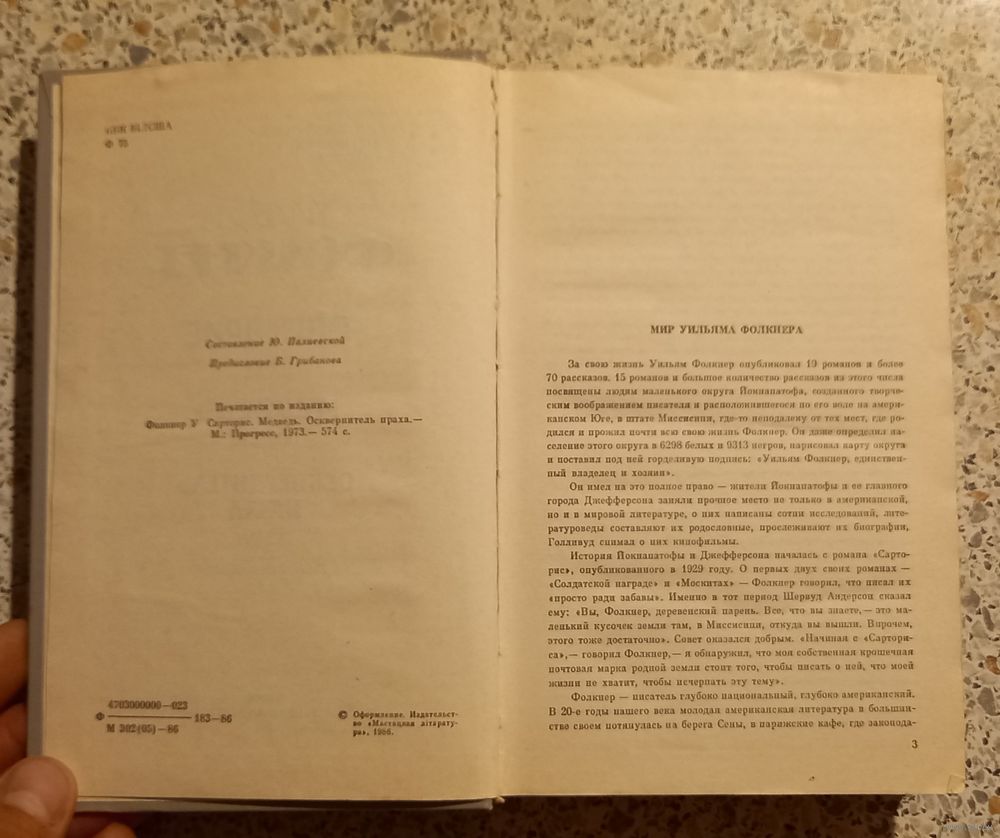 Ф 75
Составление Ю. Палиевской
Предисловие Б. Грибанова
Печатается по изданию:
Фолкнер У Сарторис. Медведь. Осквернитель праха.—
М.: Прогресс, 1973.— 574 с.
4703000000—023
Ф 183—86
М 302(05)—86
© Оформление. Издательст-
во «Мастацкая літарату-
ра», 1986.
МИР УИЛЬЯМА ФОЛКНЕРА
За свою жизнь Уильям Фолкнер опубликовал 19 романов и более
70 рассказов. 15 романов и большое количество рассказов из этого числа
посвящены людям маленького округа Йокнапатофа, созданного творче-
ским воображением писателя и расположившегося по его воле на амери-
канском Юге, в штате Миссисипи, где-то неподалеку от тех мест, где ро-
дился и прожил почти всю свою жизнь Фолкнер. Он даже определил на-
селение этого округа в 6298 белых и 9313 негров, нарисовал карту округа
и поставил под ней горделивую подпись: «Уильям Фолкнер, единствен-
ный владелец и хозяин».
Он имел на это полное право — жители Йокнапатофы и ее главного
города Джефферсона заняли прочное место не только в американской,
но и в мировой литературе, о них написаны сотни исследований, лите-
ратуроведы составляют их родословные, прослеживают их биографии,
Голливуд снимал о них кинофильмы.
История Йокнапатофы и Джефферсона началась с романа «Сарто-
рис», опубликованного в 1929 году. О первых двух своих романах —
«Солдатской награде» и «Москитах» — Фолкнер говорил, что писал их
«просто ради забавы». Именно в тот период Шервуд Андерсон сказал
ему: «Вы, Фолкнер, деревенский парень. Все, что вы знаете,— это ма-
ленький кусочек земли там, в Миссисипи, откуда вы вышли. Впрочем,
этого тоже достаточно». Совет оказался добрым. «Начиная с «Сартори-
са»,— говорил Фолкнер,— я обнаружил, что моя собственная крошечная
почтовая марка родной земли стоит того, чтобы писать о ней, что моей
жизни не хватит, чтобы исчерпать эту тему».
Фолкнер — писатель глубоко национальный, глубоко американский.
В 20-е годы нашего века молодая американская литература в большин-
стве своем потянулась на берега Сены, в парижские кафе, где законода-
3